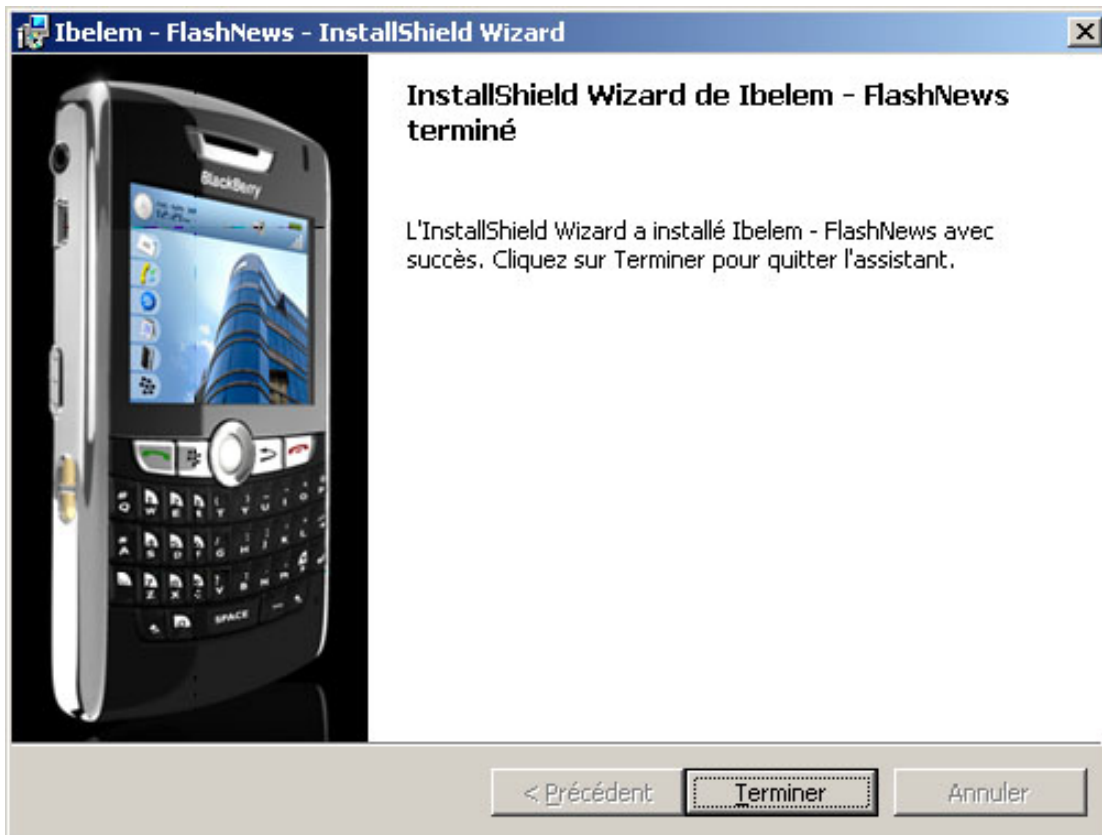 Ibelem - FlashNews - InstallShield Wizard
InstallShield Wizard de Ibelem - FlashNews
terminé
L'InstallShield Wizard a installé Ibelem - FlashNews avec
succès. Cliquez sur Terminer pour quitter l'assistant.
BlackBerry
SPACE
< Précédent
Terminer
Annuler